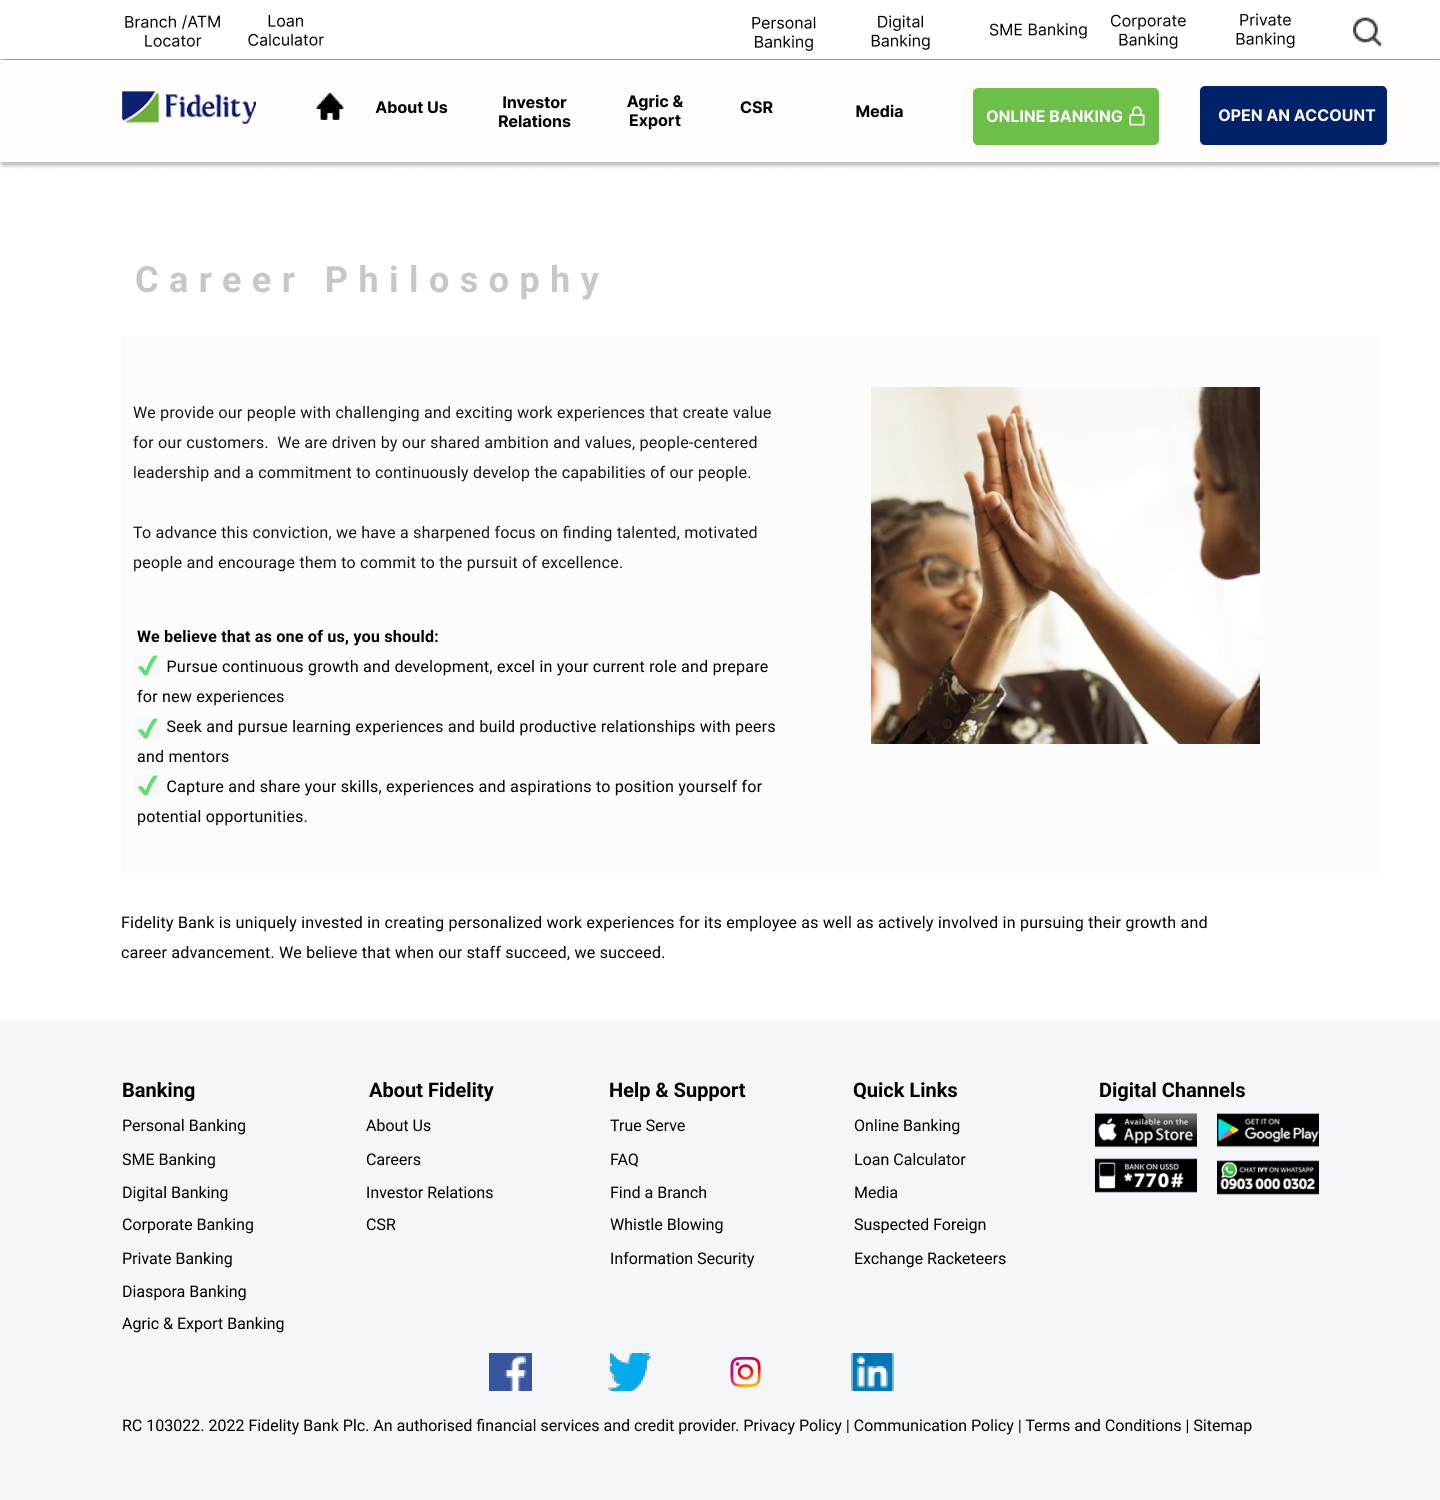 Branch /ATM
Locator
Loan
Calculator
Personal
Banking
Digital
Banking
SME Banking
Corporate
Banking
Private
Banking
Fidelity
About Us
Investor
Relations
Agric &
Export
CSR
Media
ONLINE BANKING
OPEN AN ACCOUNT
Career Philosophy
We provide our people with challenging and exciting work experiences that create value
for our customers.  We are driven by our shared ambition and values, people-centered
leadership and a commitment to continuously develop the capabilities of our people.
To advance this conviction, we have a sharpened focus on finding talented, motivated
people and encourage them to commit to the pursuit of excellence.
We believe that as one of us, you should:
Pursue continuous growth and development, excel in your current role and prepare
for new experiences
Seek and pursue learning experiences and build productive relationships with peers
and mentors
Capture and share your skills, experiences and aspirations to position yourself for
potential opportunities.
Fidelity Bank is uniquely invested in creating personalized work experiences for its employee as well as actively involved in pursuing their growth and
career advancement. We believe that when our staff succeed, we succeed.
Banking
Personal Banking
SME Banking
Digital Banking
Corporate Banking
Private Banking
Diaspora Banking
Agric & Export Banking
About Fidelity
About Us
Careers
Investor Relations
CSR
Help & Support
True Serve
FAQ
Find a Branch
Whistle Blowing
Information Security
Quick Links
Online Banking
Loan Calculator
Media
Suspected Foreign
Exchange Racketeers
Digital Channels
Available on the
App Store
GET IT ON
Google Play
BANK ON USSD
*770#
CHAT IVY ON WHATSAPP
0903 000 0302
f
in
RC 103022. 2022 Fidelity Bank Plc. An authorised financial services and credit provider. Privacy Policy | Communication Policy | Terms and Conditions | Sitemap